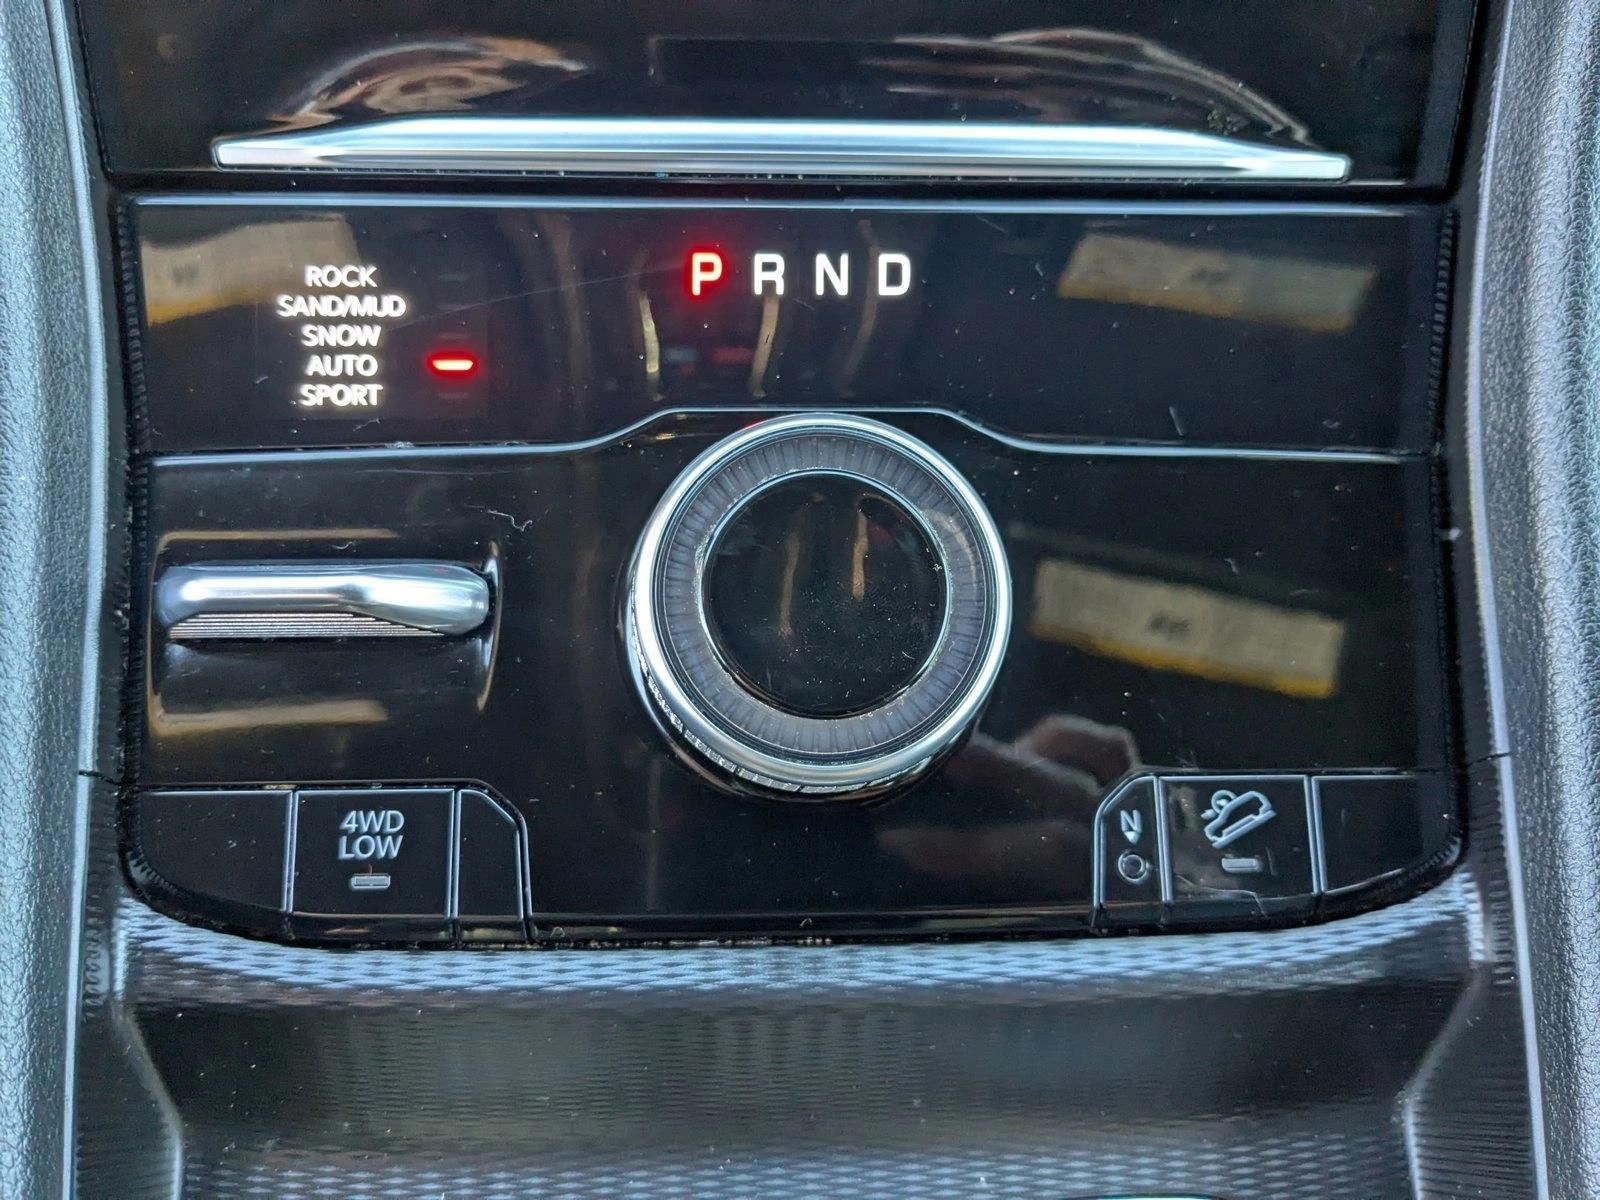 P R N D
ROCK
SAND/MUD
SNOW
AUTO
SPORT
4WD
LOW
N